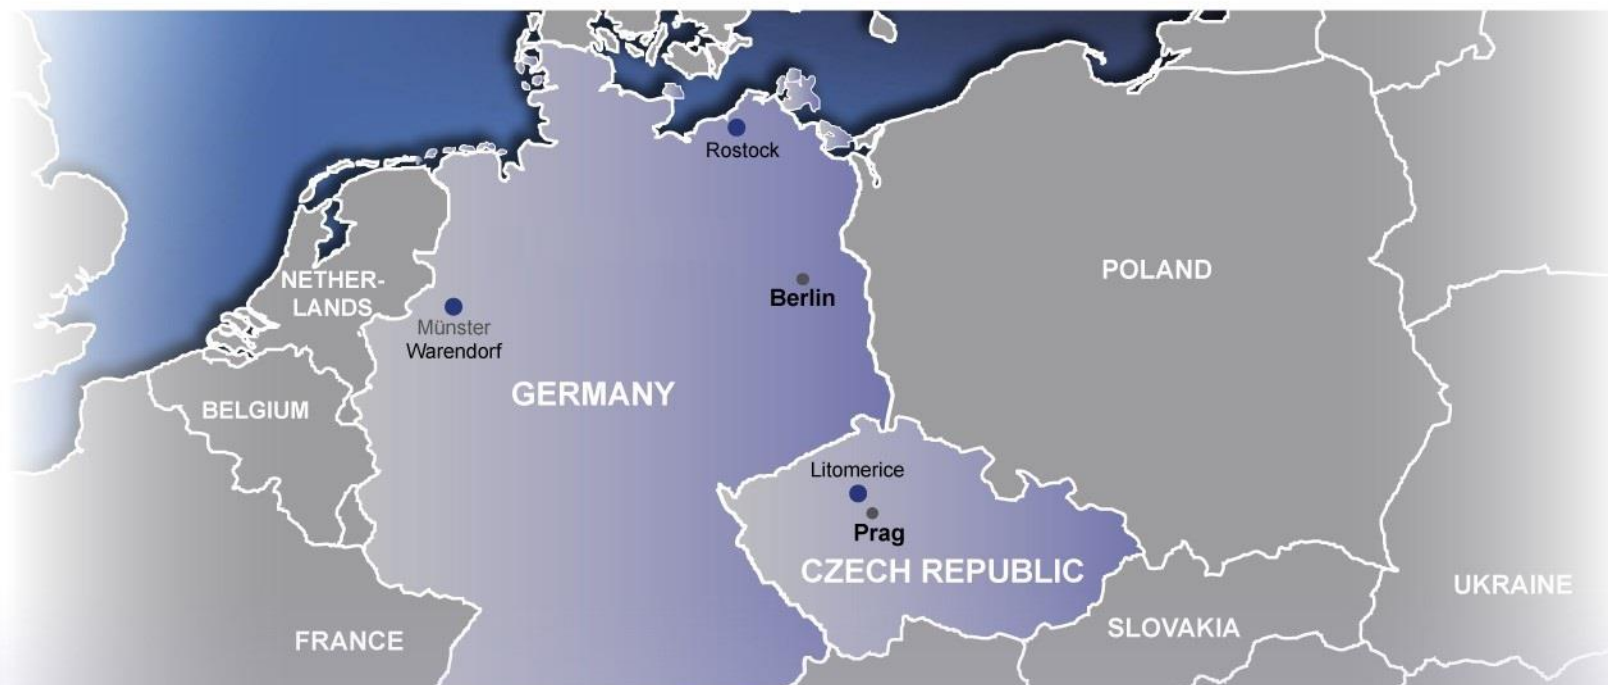 Rostock
POLAND
NETHER-
LANDS
Berlin
Münster
Warendorf
GERMANY
BELGIUM
Litomerice
Prag
CZECH REPUBLIC
UKRAINE
SLOVAKIA
FRANCE